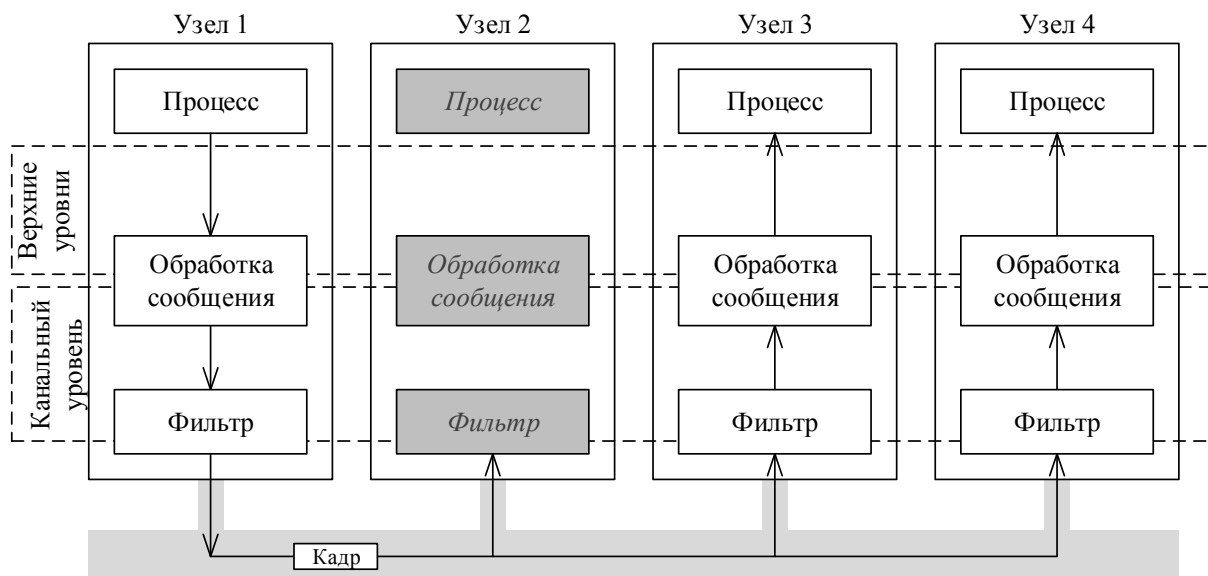 Узел 1
Узел 2
Узел 3
Узел 4
Процесс
Процесс
Процесс
Процесс
Верхние
уровни
Обработка
сообщения
Обработка
сообщения
Обработка
сообщения
Обработка
сообщения
Канальный
уровень
Фильтр
Фильтр
Фильтр
Фильтр
Кадр